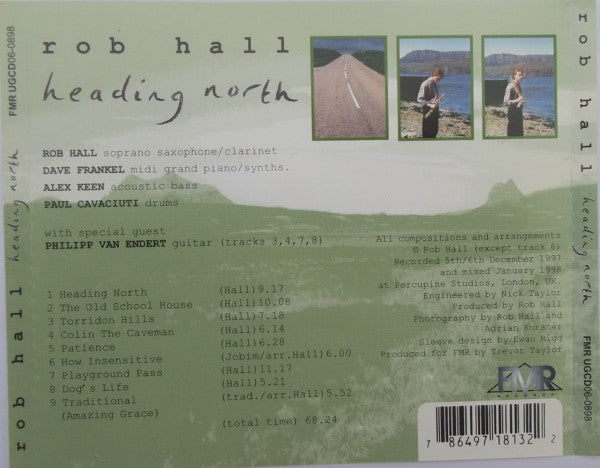 rob hall
heading north
ROB HALL soprano saxophone/clarinet
DAVE FRANKEL midi grand piano/synths.
ALEX KEEN acoustic bass
PAUL CAVACIUTI drums
with special guest
PHILIPP VAN ENDERT guitar (tracks 3,4,7,8)
1 Heading North (Hall) 9.17
2 The Old School House (Hall) 10.08
3 Torridon Hills (Hall) 7.18
4 Colin The Caveman (Hall) 6.14
5 Patience (Hall) 6.28
6 How Insensitive (Jobim/arr.Hall) 6.00
7 Playground Pass (Hall) 11.17
8 Dog's Life (Hall) 5.21
9 Traditional (trad./arr.Hall) 5.52
(Amazing Grace)
(total time) 68.24
All compositions and arrangements
© Rob Hall (except track 6)
Recorded 5th/6th December 1997
and mixed January 1998
at Porcupine Studios, London, UK.
Engineered by Nick Taylor
Produced by Rob Hall
Photography by Rob Hall and
Adrian Korsner
Sleeve design by Ewan Rigg
Produced for FMR by Trevor Taylor
FMR
RECORDS
7 86497 18132 2
rob hall heading north FMR UGCD06-0898
rob hall heading north FMR UGCD06-0898